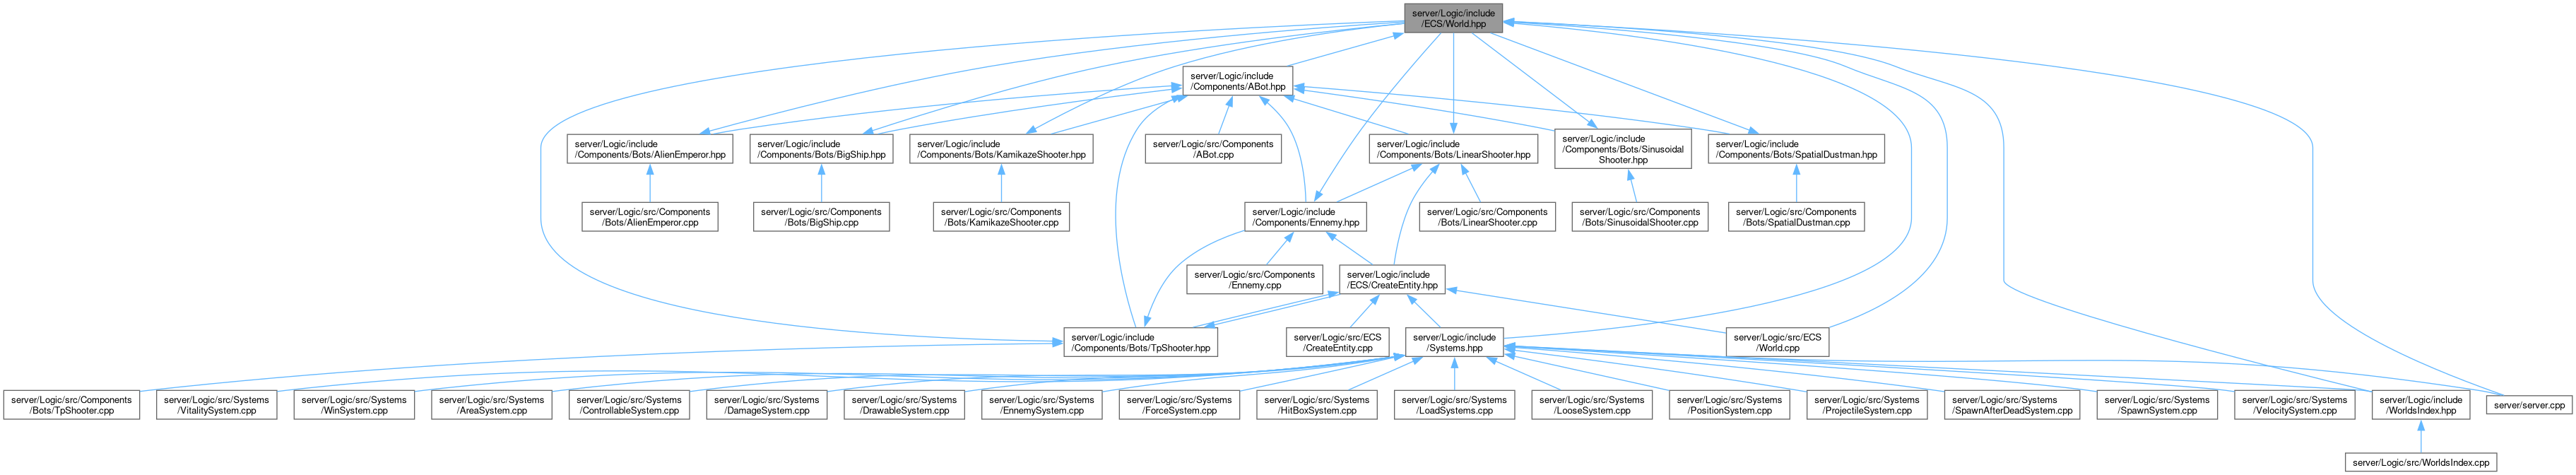 server/Logic/include
/ECS/World.hpp
server/Logic/include
/Components/ABot.hpp
server/Logic/include
/Components/Bots/AlienEmperor.hpp
server/Logic/include
/Components/Bots/BigShip.hpp
server/Logic/include
/Components/Bots/KamikazeShooter.hpp
server/Logic/src/Components
/ABot.cpp
server/Logic/include
/Components/Bots/LinearShooter.hpp
server/Logic/include
/Components/Bots/Sinusoidal
Shooter.hpp
server/Logic/include
/Components/Bots/SpatialDustman.hpp
server/Logic/src/Components
/Bots/AlienEmperor.cpp
server/Logic/src/Components
/Bots/BigShip.cpp
server/Logic/src/Components
/Bots/KamikazeShooter.cpp
server/Logic/include
/Components/Ennemy.hpp
server/Logic/src/Components
/Bots/LinearShooter.cpp
server/Logic/src/Components
/Bots/SinusoidalShooter.cpp
server/Logic/src/Components
/Bots/SpatialDustman.cpp
server/Logic/src/Components
/Ennemy.cpp
server/Logic/include
/ECS/CreateEntity.hpp
server/Logic/include
/Components/Bots/TpShooter.hpp
server/Logic/src/ECS
/CreateEntity.cpp
server/Logic/include
/Systems.hpp
server/Logic/src/ECS
/World.cpp
server/Logic/src/Components
/Bots/TpShooter.cpp
server/Logic/src/Systems
/VitalitySystem.cpp
server/Logic/src/Systems
/WinSystem.cpp
server/Logic/src/Systems
/AreaSystem.cpp
server/Logic/src/Systems
/ControllableSystem.cpp
server/Logic/src/Systems
/DamageSystem.cpp
server/Logic/src/Systems
/DrawableSystem.cpp
server/Logic/src/Systems
/EnnemySystem.cpp
server/Logic/src/Systems
/ForceSystem.cpp
server/Logic/src/Systems
/HitBoxSystem.cpp
server/Logic/src/Systems
/LoadSystems.cpp
server/Logic/src/Systems
/LooseSystem.cpp
server/Logic/src/Systems
/PositionSystem.cpp
server/Logic/src/Systems
/ProjectileSystem.cpp
server/Logic/src/Systems
/SpawnAfterDeadSystem.cpp
server/Logic/src/Systems
/SpawnSystem.cpp
server/Logic/src/Systems
/VelocitySystem.cpp
server/Logic/include
/WorldsIndex.hpp
server/server.cpp
server/Logic/src/WorldsIndex.cpp